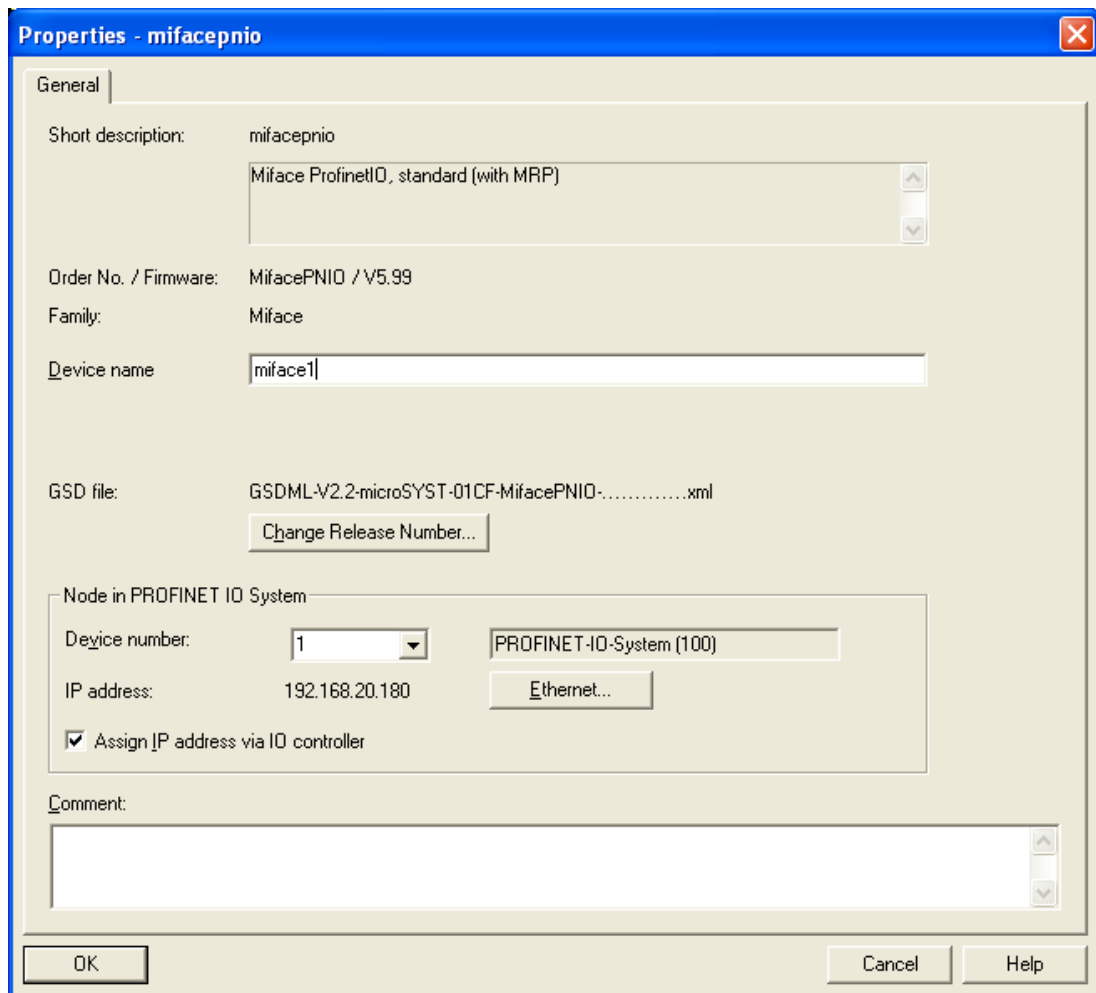 Properties - mifacepnio
General
Short description: mifacepnio
Miface ProfinetIO, standard (with MRP)
Order No. / Firmware: MifacePNIO / V5.99
Family: Miface
Device name miface1
GSD file: GSDML-V2.2-microSYST-01CF-MifacePNIO-.............xml
Change Release Number...
Node in PROFINET IO System
Device number: 1 PROFINET-IO-System (100)
IP address: 192.168.20.180 Ethernet...
Assign IP address via IO controller
Comment:
OK Cancel Help